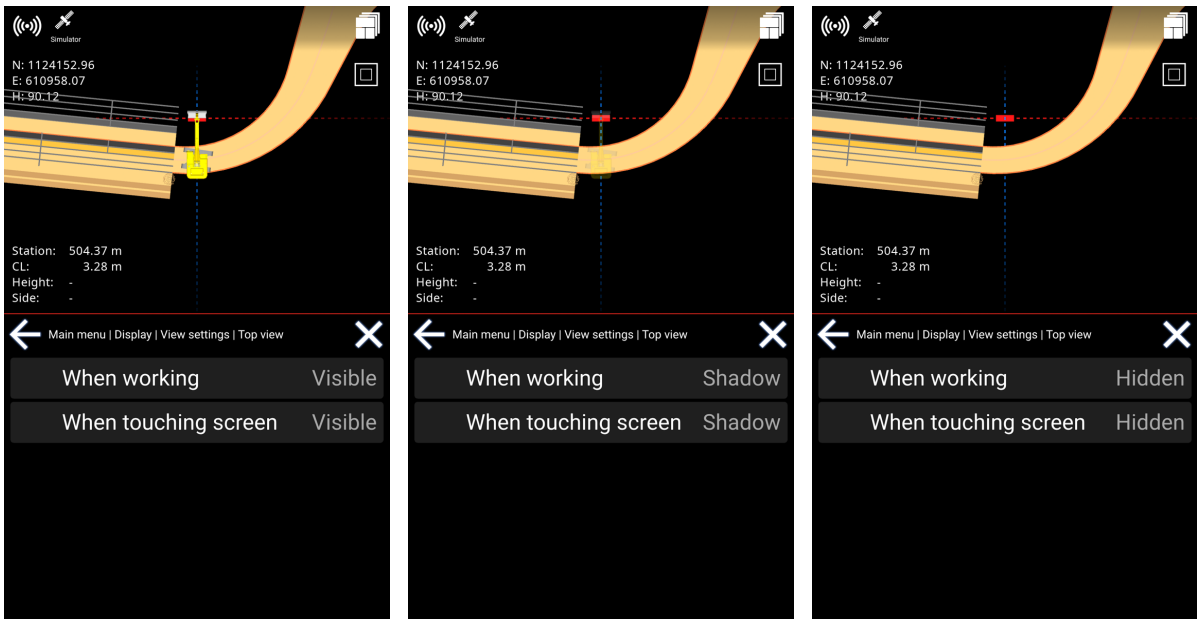 Simulator
N: 1124152.96
E: 610958.07
H: 90.12
Station: 504.37 m
CL: 3.28 m
Height: -
Side: -
Main menu | Display | View settings | Top view
When working Visible
When touching screen Visible
Simulator
N: 1124152.96
E: 610958.07
H: 90.12
Station: 504.37 m
CL: 3.28 m
Height: -
Side: -
Main menu | Display | View settings | Top view
When working Shadow
When touching screen Shadow
Simulator
N: 1124152.96
E: 610958.07
H: 90.12
Station: 504.37 m
CL: 3.28 m
Height: -
Side: -
Main menu | Display | View settings | Top view
When working Hidden
When touching screen Hidden